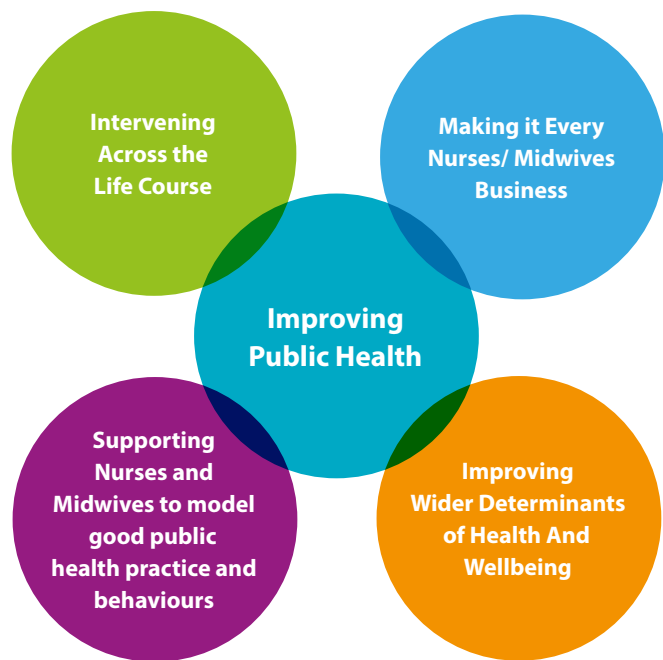 Intervening
Across the
Life Course
Making it Every
Nurses/ Midwives
Business
Improving
Public Health
Supporting
Nurses and
Midwives to model
good public
health practice and
behaviours
Improving
Wider Determinants
of Health And
Wellbeing